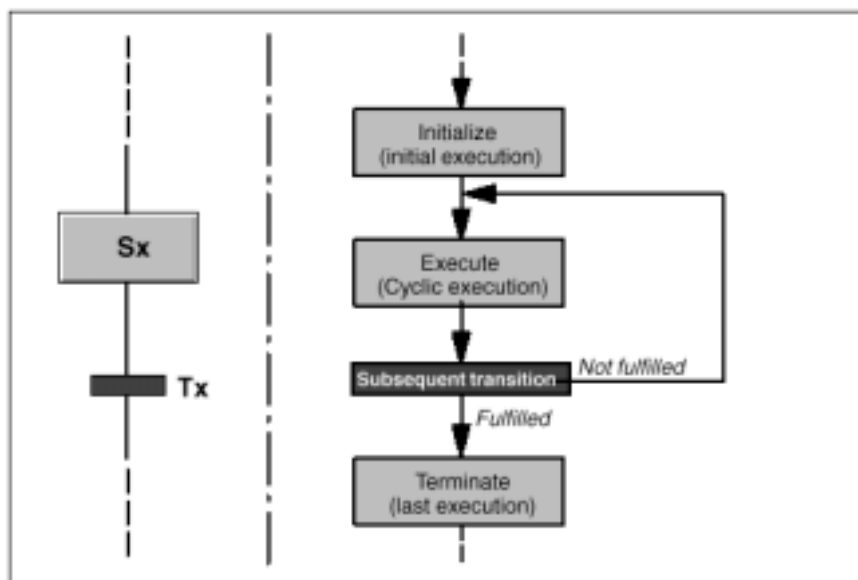 Sx
Tx
Initialize
(initial execution)
Execute
(Cyclic execution)
Subsequent transition
Not fulfilled
Fulfilled
Terminate
(last execution)